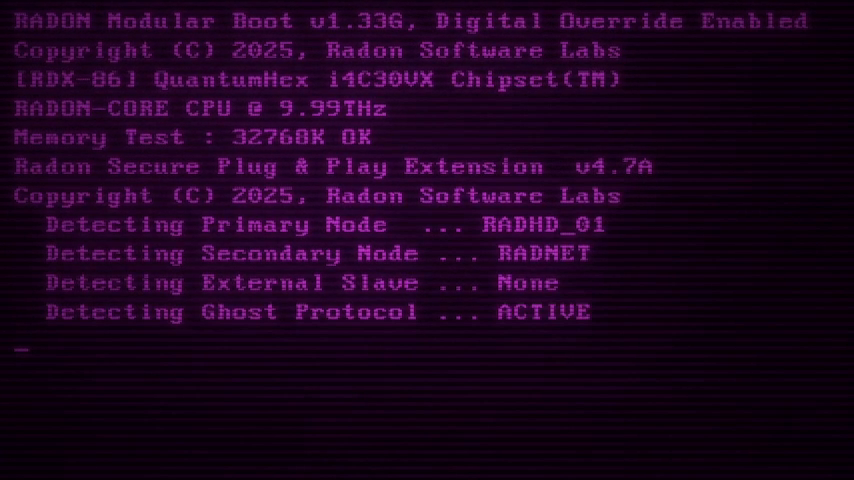 RADON Modular Boot v1.33G, Digital Override Enabled
Copyright (C) 2025, Radon Software Labs
[RDX-86] QuantumHex i4C30VX Chipset(TM)
RADON-CORE CPU @ 9.99THz
Memory Test : 32768K OK
Radon Secure Plug & Play Extension  v4.7A
Copyright (C) 2025, Radon Software Labs
  Detecting Primary Node   ... RADHD_01
  Detecting Secondary Node ... RADNET
  Detecting External Slave ... None
  Detecting Ghost Protocol ... ACTIVE
_